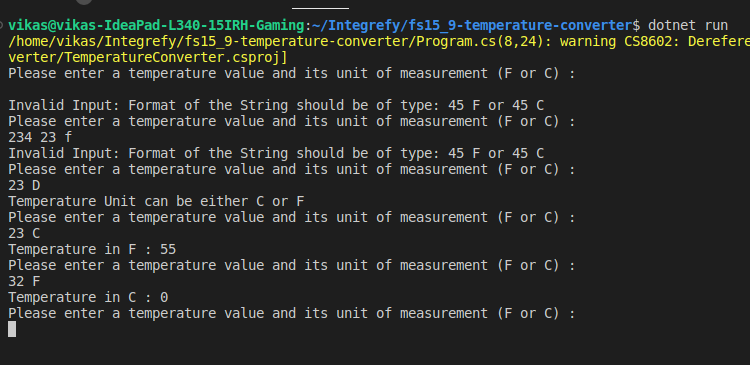 vikas@vikas-IdeaPad-L340-15IRH-Gaming:~/Integrefy/fs15_9-temperature-converter$ dotnet run
/home/vikas/Integrefy/fs15_9-temperature-converter/Program.cs(8,24): warning CS8602: Derefere
verter/TemperatureConverter.csproj]
Please enter a temperature value and its unit of measurement (F or C) :
Invalid Input: Format of the String should be of type: 45 F or 45 C
Please enter a temperature value and its unit of measurement (F or C) :
234 23 f
Invalid Input: Format of the String should be of type: 45 F or 45 C
Please enter a temperature value and its unit of measurement (F or C) :
23 D
Temperature Unit can be either C or F
Please enter a temperature value and its unit of measurement (F or C) :
23 C
Temperature in F : 55
Please enter a temperature value and its unit of measurement (F or C) :
32 F
Temperature in C : 0
Please enter a temperature value and its unit of measurement (F or C) :